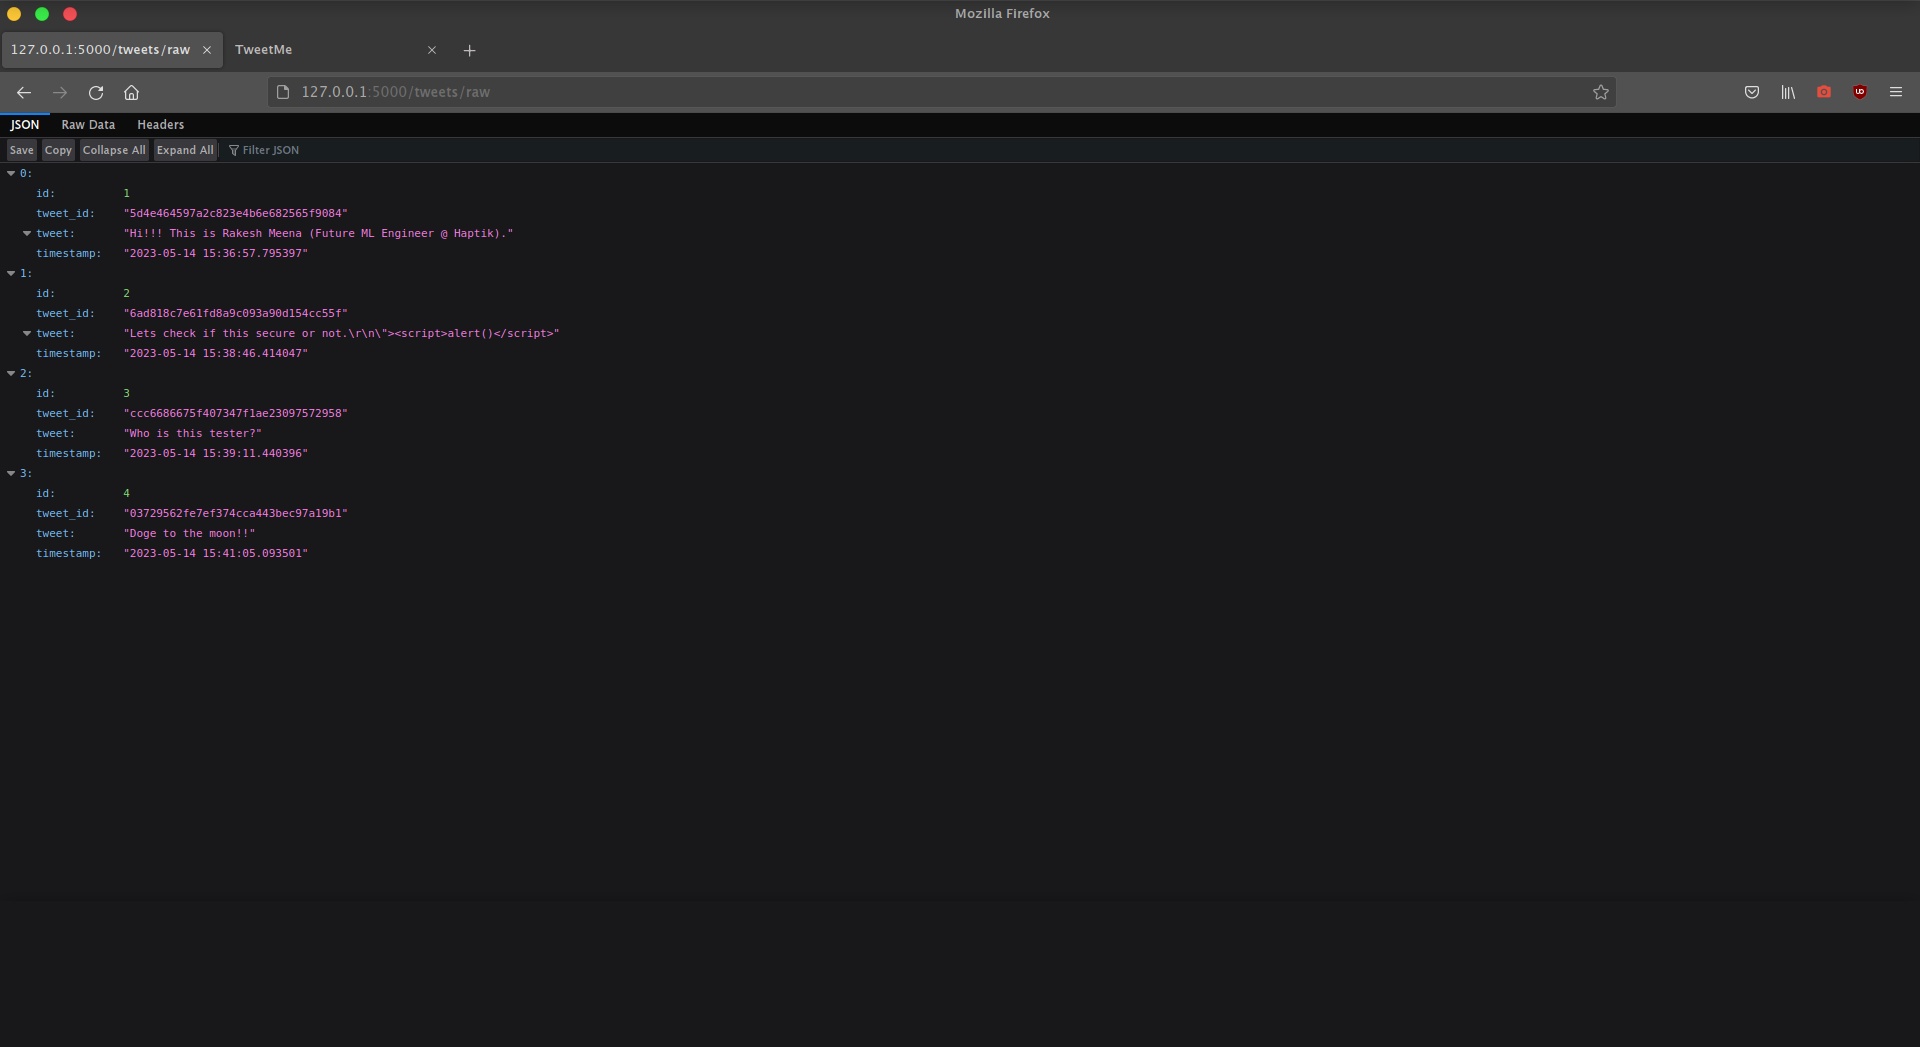 Mozilla Firefox
127.0.0.1:5000/tweets/raw
TweetMe
127.0.0.1:5000/tweets/raw
JSON Raw Data Headers
Save Copy Collapse All Expand All Filter JSON
0:
id: 1
tweet_id: "5d4e464597a2c823e4b6e682565f9084"
tweet: "Hi!!! This is Rakesh Meena (Future ML Engineer @ Haptik)."
timestamp: "2023-05-14 15:36:57.795397"
1:
id: 2
tweet_id: "6ad818c7e61fd8a9c093a90d154cc55f"
tweet: "Lets check if this secure or not.\r\n\"><script>alert()</script>"
timestamp: "2023-05-14 15:38:46.414047"
2:
id: 3
tweet_id: "ccc6686675f407347f1ae23097572958"
tweet: "Who is this tester?"
timestamp: "2023-05-14 15:39:11.440396"
3:
id: 4
tweet_id: "03729562fe7ef374cca443bec97a19b1"
tweet: "Doge to the moon!!"
timestamp: "2023-05-14 15:41:05.093501"